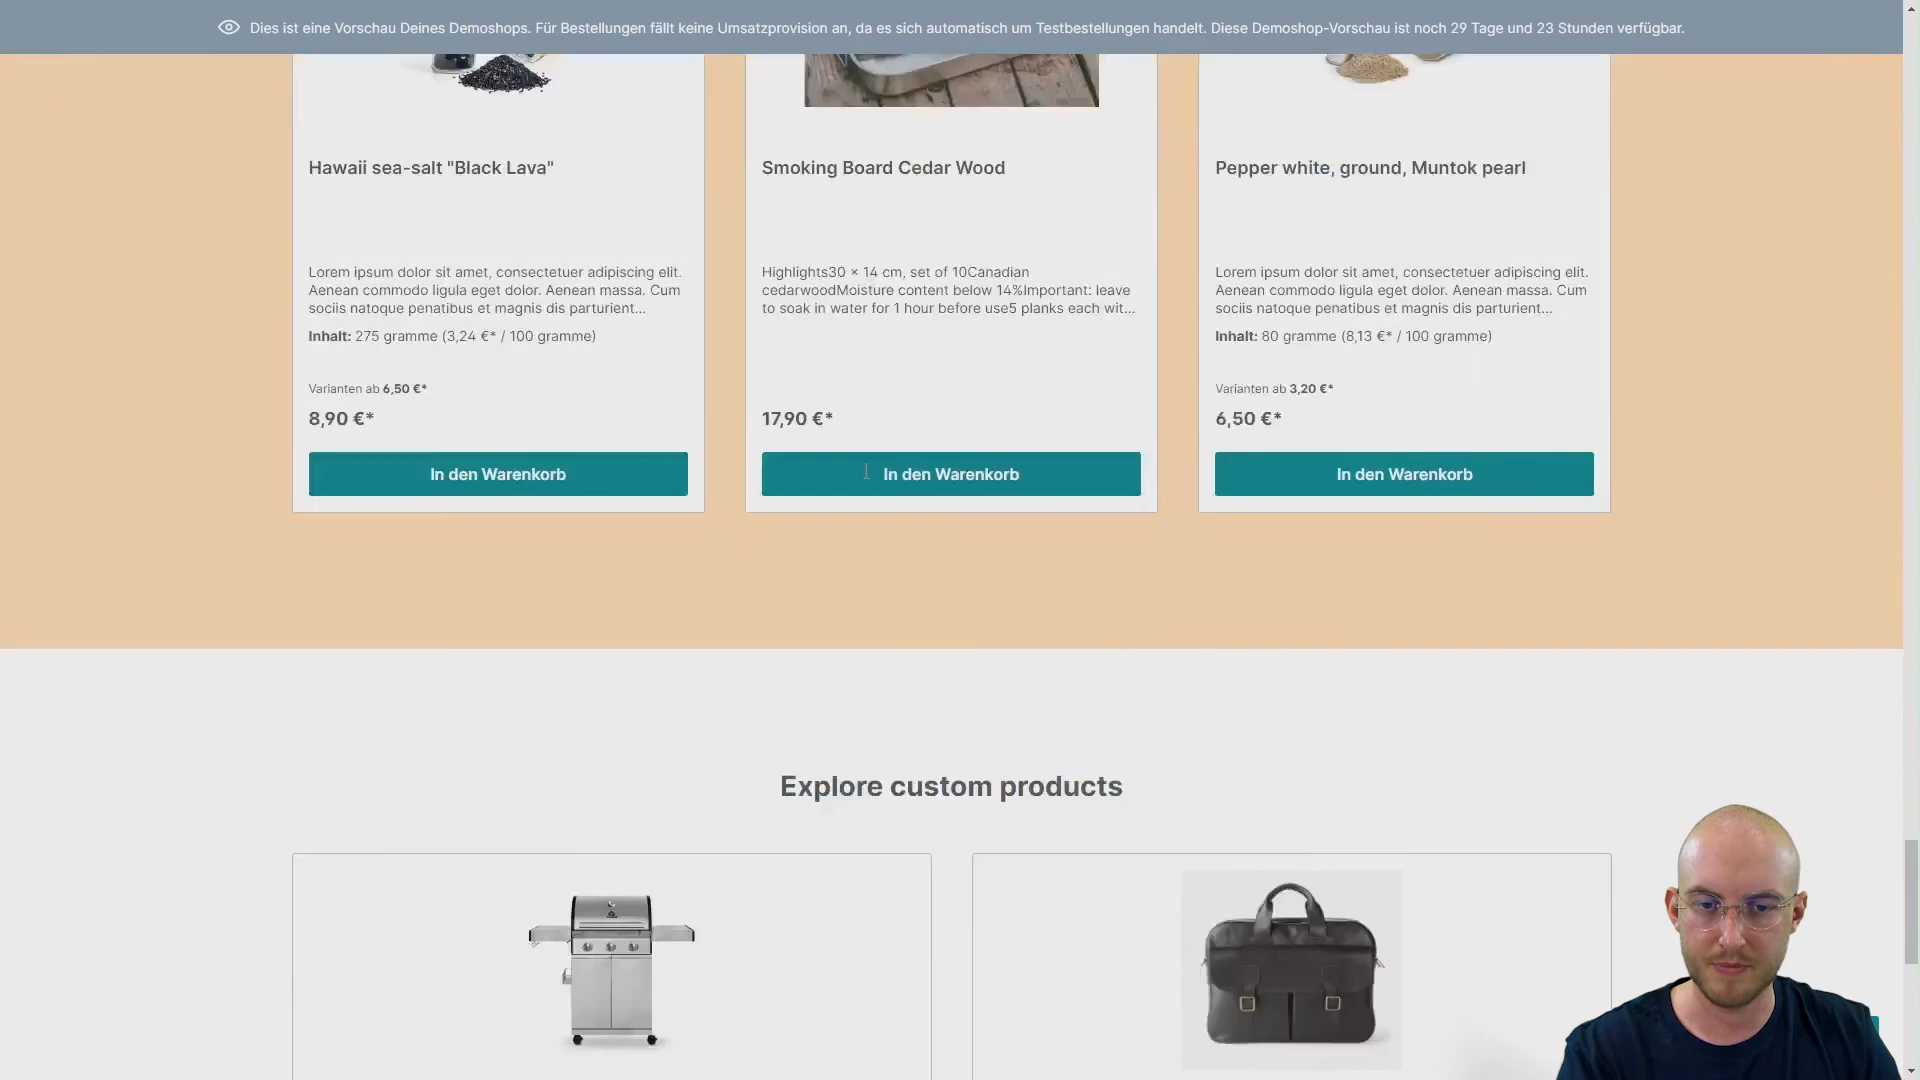 Dies ist eine Vorschau Deines Demoshops. Für Bestellungen fällt keine Umsatzprovision an, da es sich automatisch um Testbestellungen handelt. Diese Demoshop-Vorschau ist noch 29 Tage und 23 Stunden verfügbar.
Hawaii sea-salt "Black Lava"
Lorem ipsum dolor sit amet, consectetuer adipiscing elit.
Aenean commodo ligula eget dolor. Aenean massa. Cum
sociis natoque penatibus et magnis dis parturient...
Inhalt: 275 gramme (3,24 €* / 100 gramme)
Varianten ab 6,50 €*
8,90 €*
In den Warenkorb
Smoking Board Cedar Wood
Highlights30 × 14 cm, set of 10Canadian
cedarwoodMoisture content below 14%Important: leave
to soak in water for 1 hour before use5 planks each wit...
17,90 €*
In den Warenkorb
Pepper white, ground, Muntok pearl
Lorem ipsum dolor sit amet, consectetuer adipiscing elit.
Aenean commodo ligula eget dolor. Aenean massa. Cum
sociis natoque penatibus et magnis dis parturient...
Inhalt: 80 gramme (8,13 €* / 100 gramme)
Varianten ab 3,20 €*
6,50 €*
In den Warenkorb
Explore custom products